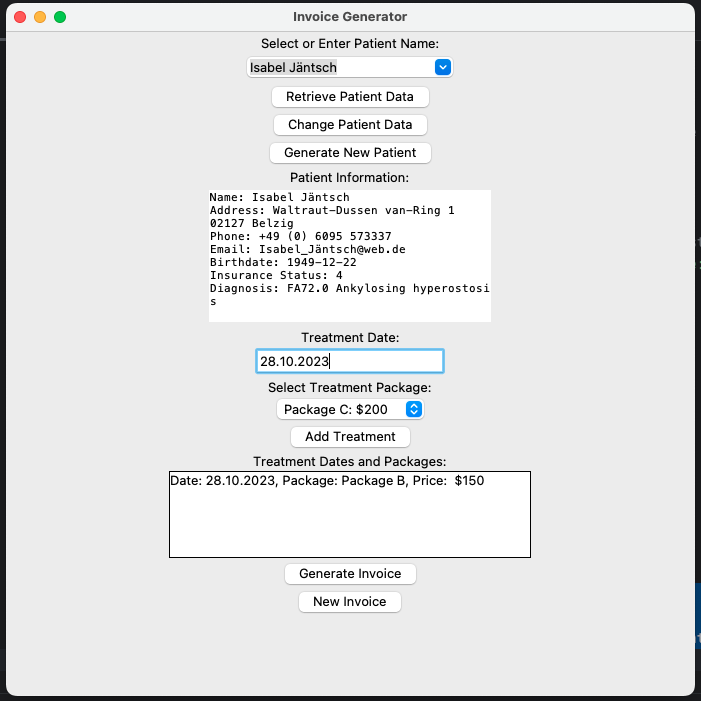 Invoice Generator
Select or Enter Patient Name:
Isabel Jäntsch
Retrieve Patient Data
Change Patient Data
Generate New Patient
Patient Information:
Name: Isabel Jäntsch
Address: Waltraut-Dussen van-Ring 1
02127 Belzig
Phone: +49 (0) 6095 573337
Email: Isabel_Jäntsch@web.de
Birthdate: 1949-12-22
Insurance Status: 4
Diagnosis: FA72.0 Ankylosing hyperostosi
s
Treatment Date:
28.10.2023
Select Treatment Package:
Package C: $200
Add Treatment
Treatment Dates and Packages:
Date: 28.10.2023, Package: Package B, Price:  $150
Generate Invoice
New Invoice